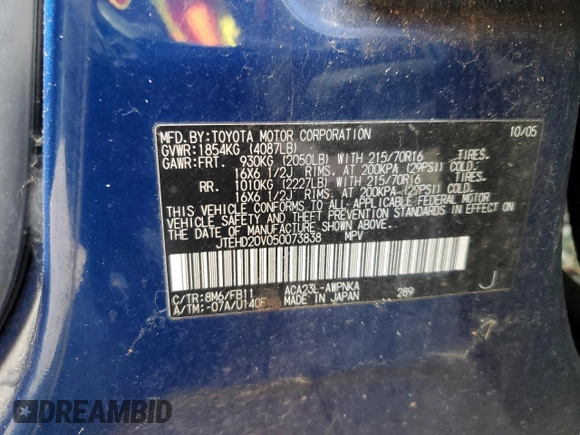 MFD.BY:TOYOTA MOTOR CORPORATION 10/05
GVWR:1854KG (4087LB)
GAWR:FRT. 930KG (2050LB) WITH 215/70R16 TIRES.
16X6 1/2J RIMS, AT 200KPA (29PSI) COLD.
RR. 1010KG (2227LB) WITH 215/70R16 TIRES.
16X6 1/2J RIMS, AT 200KPA (29PSI) COLD.
THIS VEHICLE CONFORMS TO ALL APPLICABLE FEDERAL MOTOR
VEHICLE SAFETY AND THEFT PREVENTION STANDARDS IN EFFECT ON
THE DATE OF MANUFACTURE SHOWN ABOVE.
JTEHD20V050073838 MPV
C/TR:8M6/FB11 ACA23L-AWPNKA J
A/TM:-07A/U140F MADE IN JAPAN 289
DREAMBID